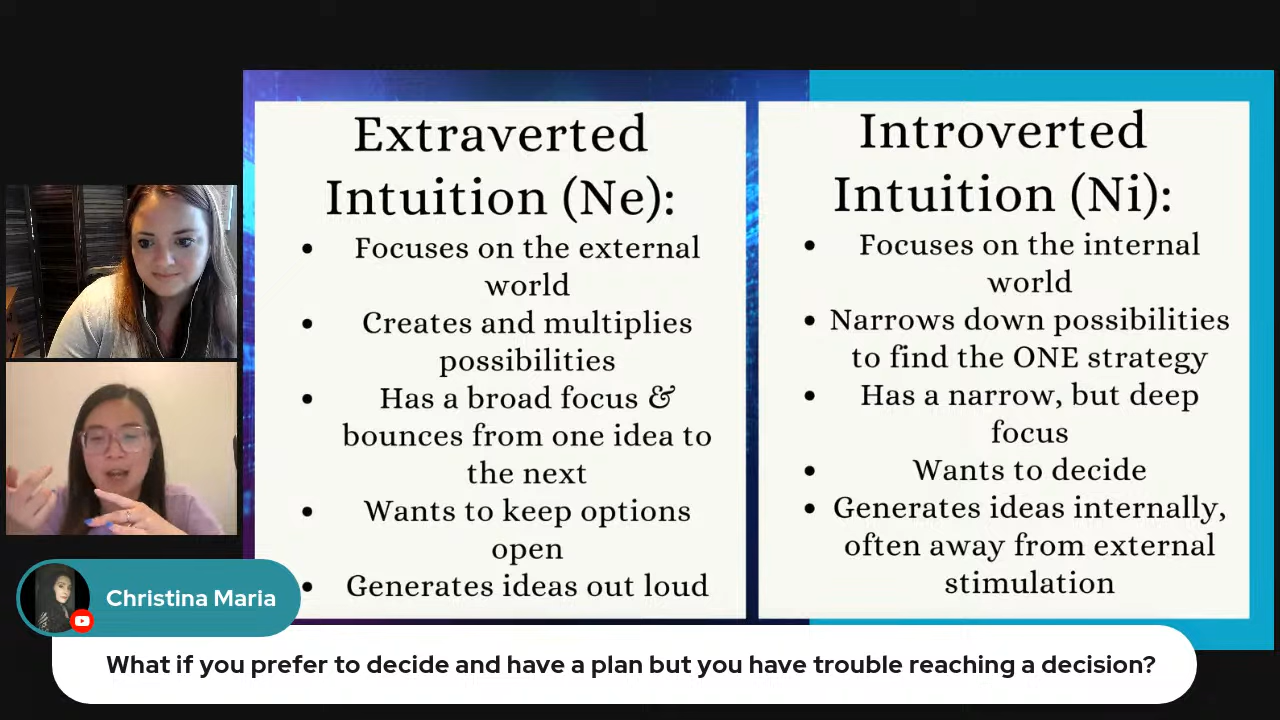 Extraverted
Intuition (Ne):
• Focuses on the external
world
• Creates and multiplies
possibilities
• Has a broad focus &
bounces from one idea to
the next
• Wants to keep options
open
• Generates ideas out loud
Introverted
Intuition (Ni):
• Focuses on the internal
world
• Narrows down possibilities
to find the ONE strategy
• Has a narrow, but deep
focus
• Wants to decide
• Generates ideas internally,
often away from external
stimulation
Christina Maria
What if you prefer to decide and have a plan but you have trouble reaching a decision?